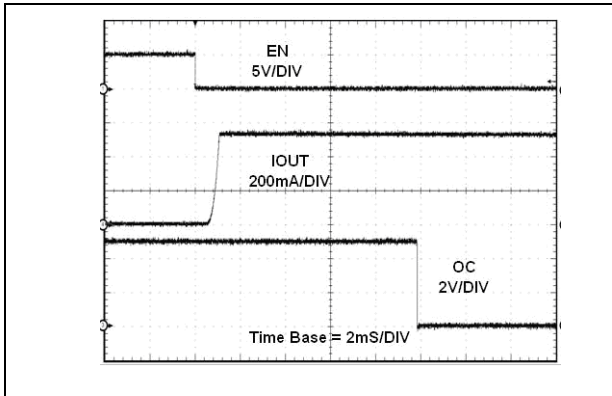 EN
5V/DIV
IOUT
200mA/DIV
OC
2V/DIV
Time Base = 2mS/DIV